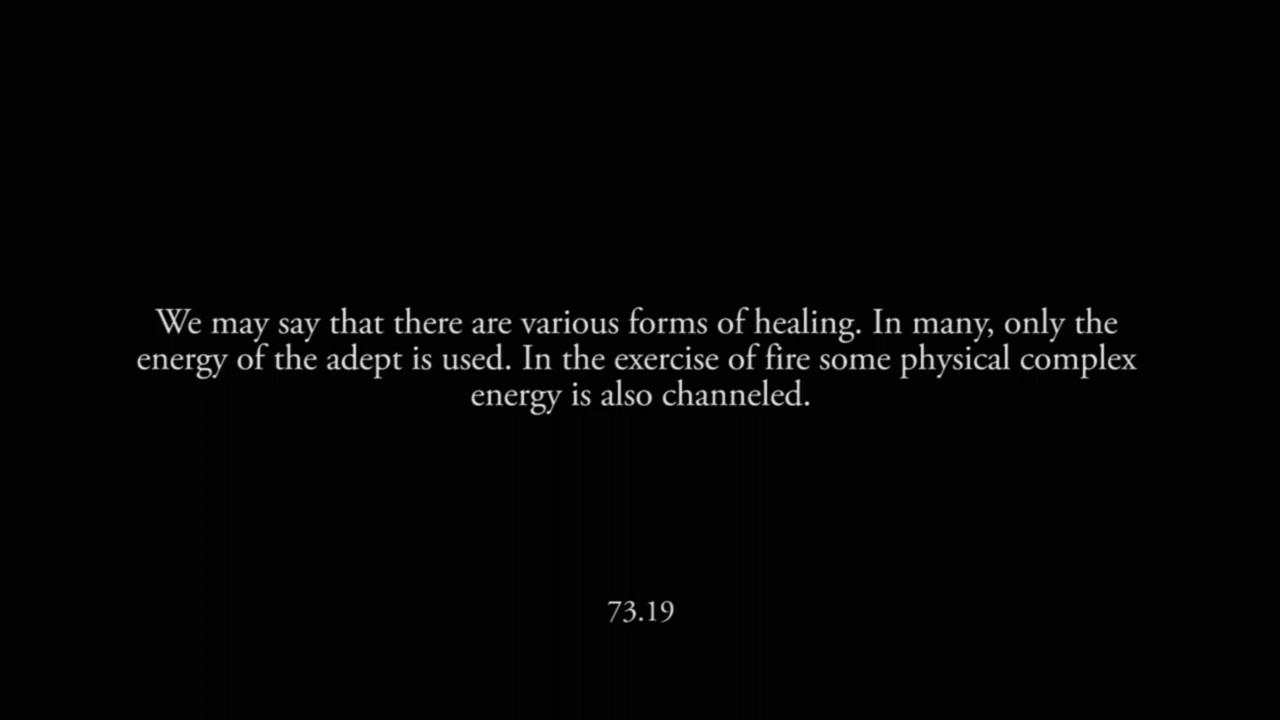 We may say that there are various forms of healing. In many, only the
energy of the adept is used. In the exercise of fire some physical complex
energy is also channeled.
73.19